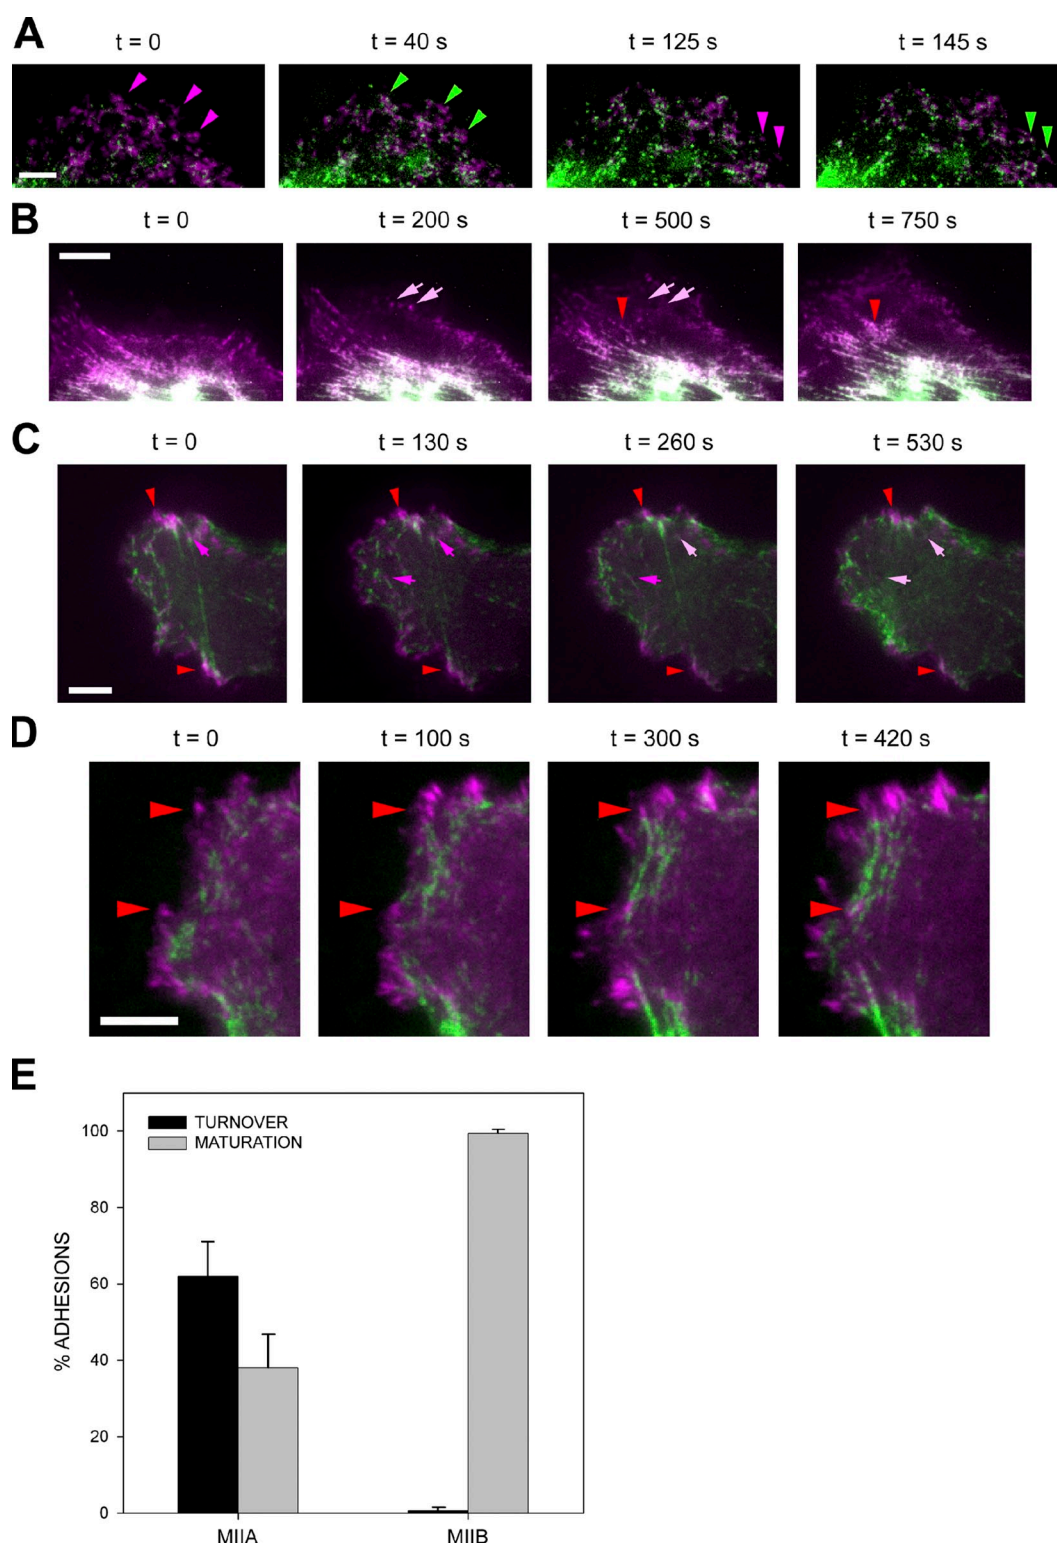 A
t = 0
t = 40 s
t = 125 s
t = 145 s
B
t = 0
t = 200 s
t = 500 s
t = 750 s
C
t = 0
t = 130 s
t = 260 s
t = 530 s
D
t = 0
t = 100 s
t = 300 s
t = 420 s
E
TURNOVER
MATURATION
100
80
60
40
20
0
% ADHESIONS
MIIA
MIIB